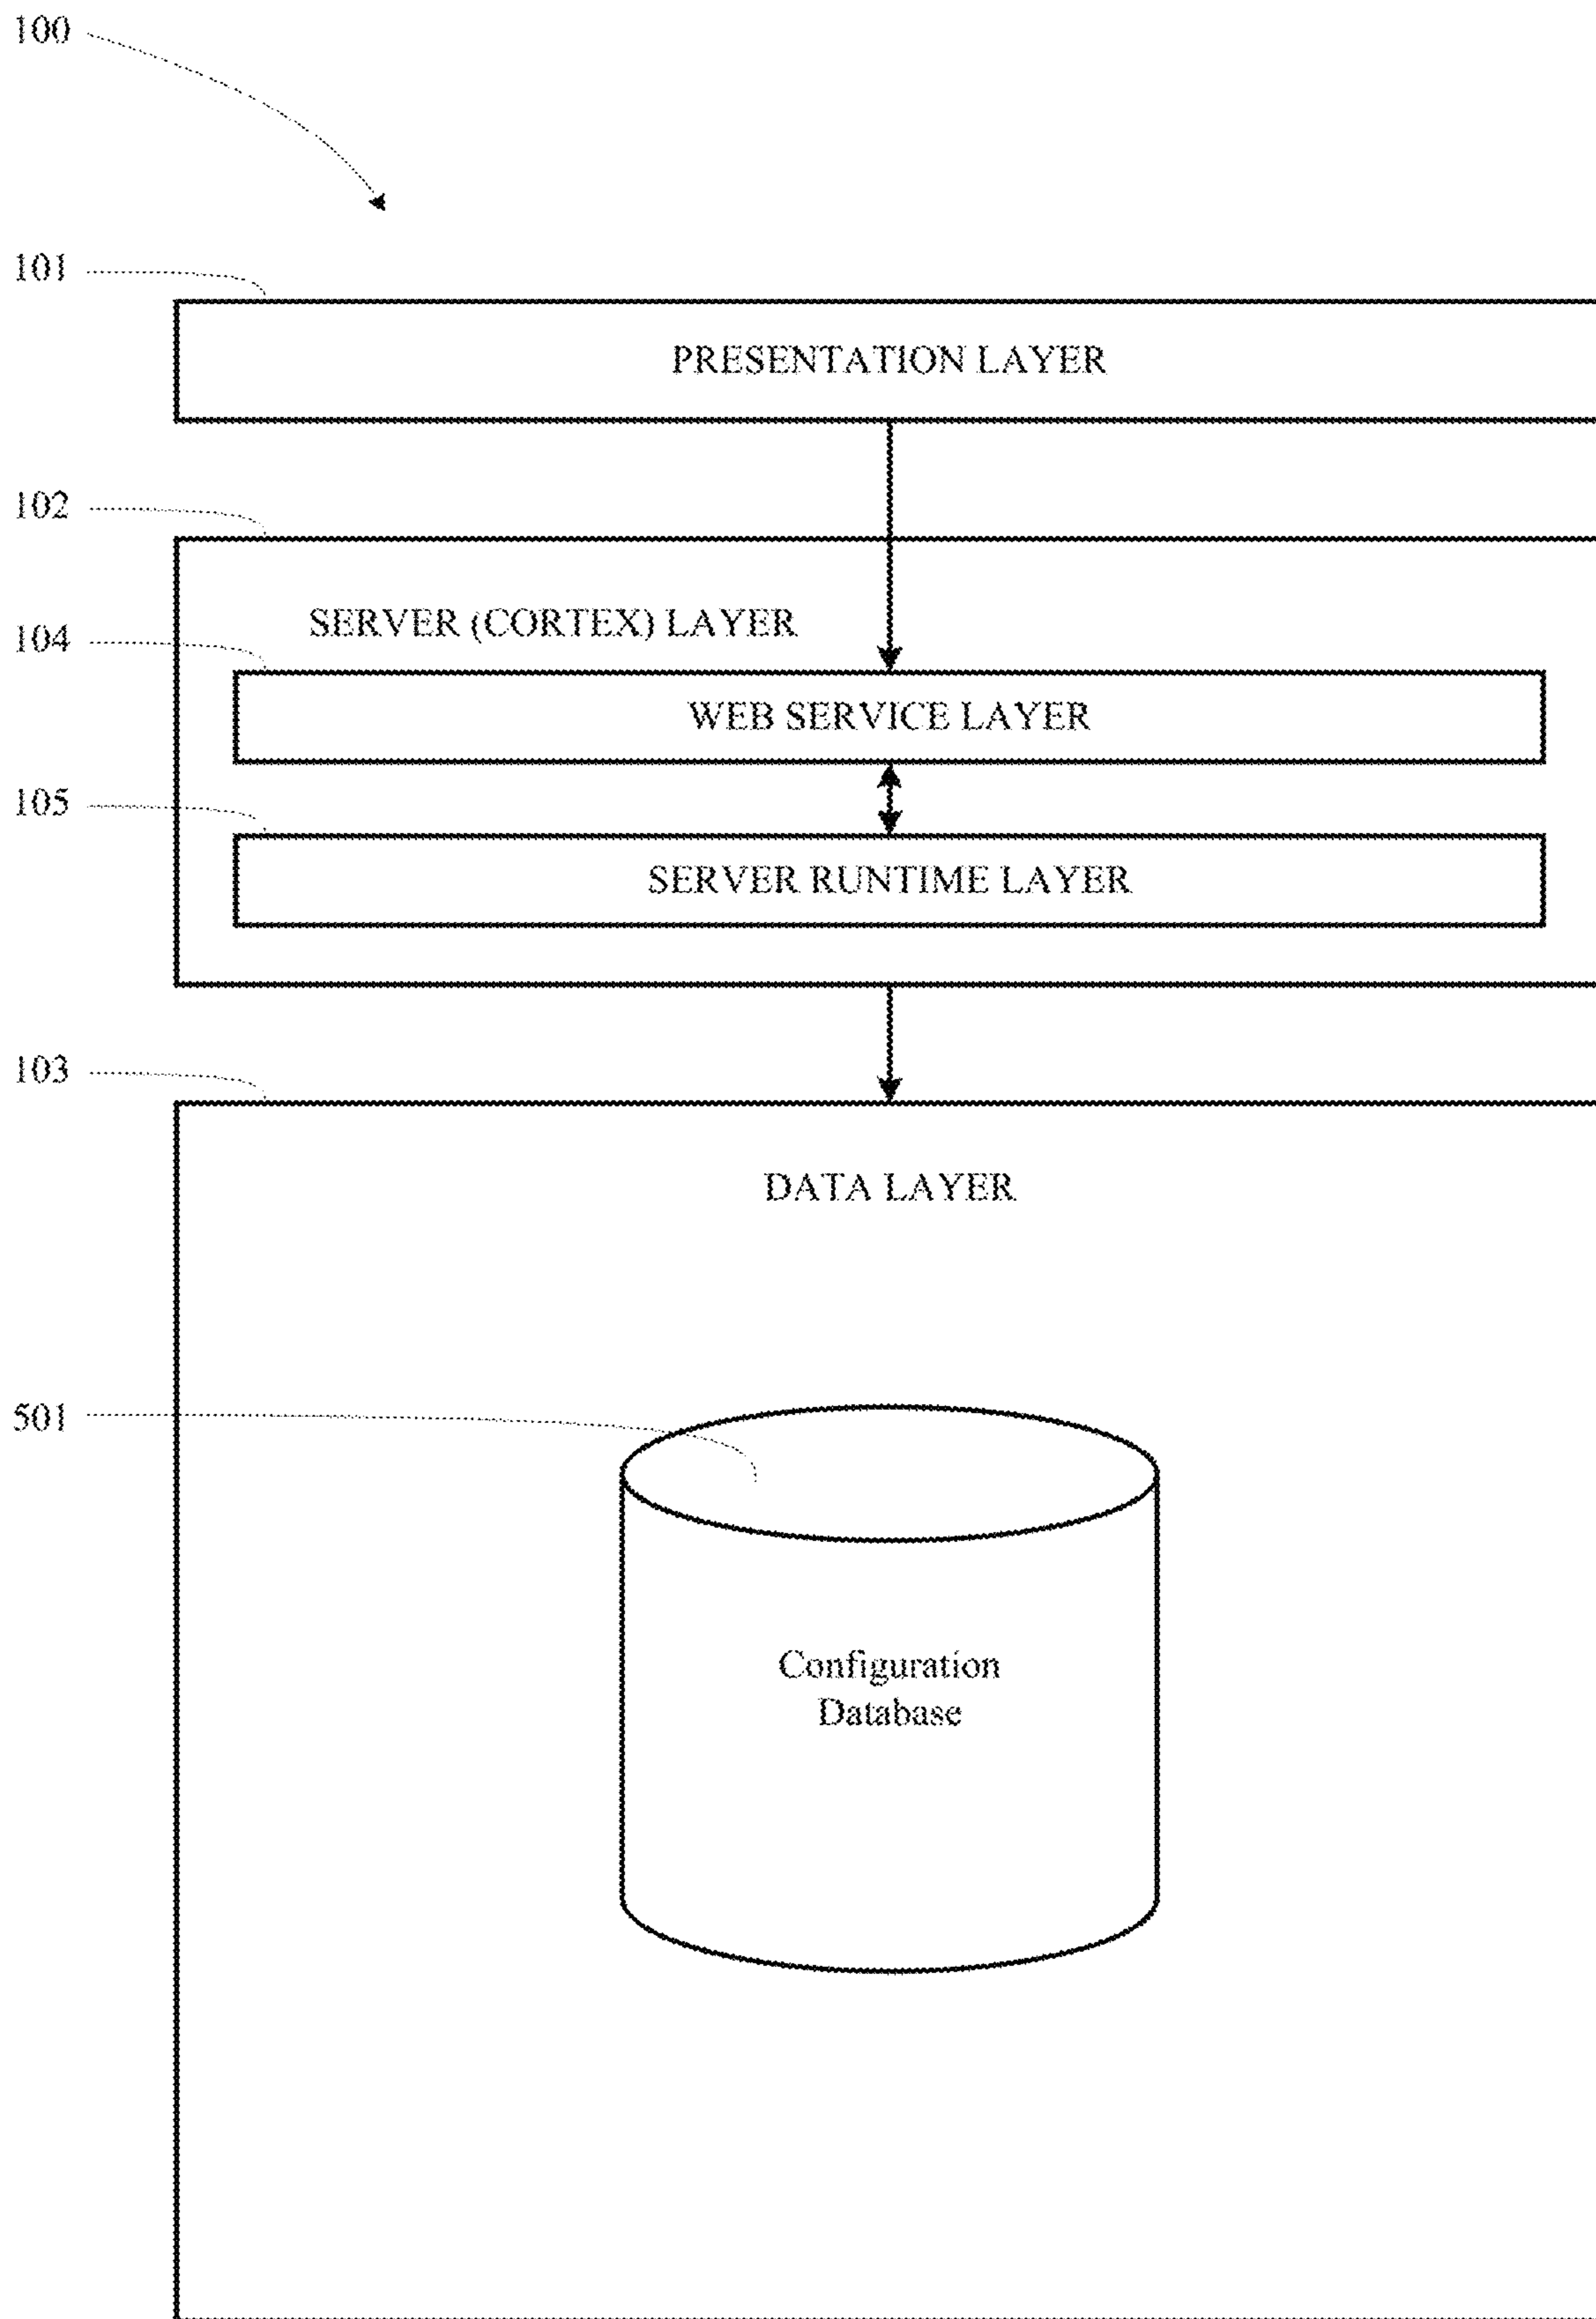 100
101
PRESENTATION LAYER
102
SERVER (CORTEX) LAYER
104
WEB SERVICE LAYER
105
SERVER RUNTIME LAYER
103
DATA LAYER
501
Configuration
Database